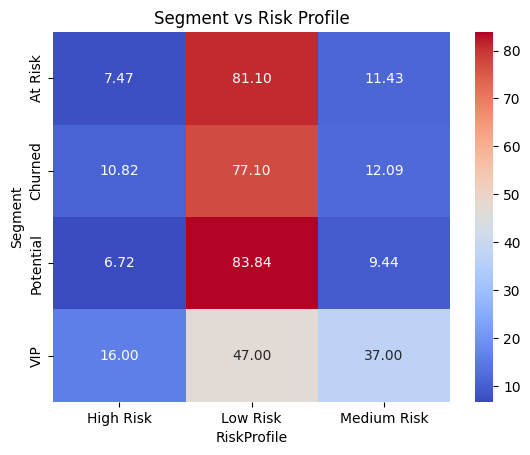 Segment vs Risk Profile
At Risk
7.47
81.10
11.43
Churned
10.82
77.10
12.09
Potential
6.72
83.84
9.44
VIP
16.00
47.00
37.00
Segment
High Risk
Low Risk
Medium Risk
RiskProfile
80
70
60
50
40
30
20
10